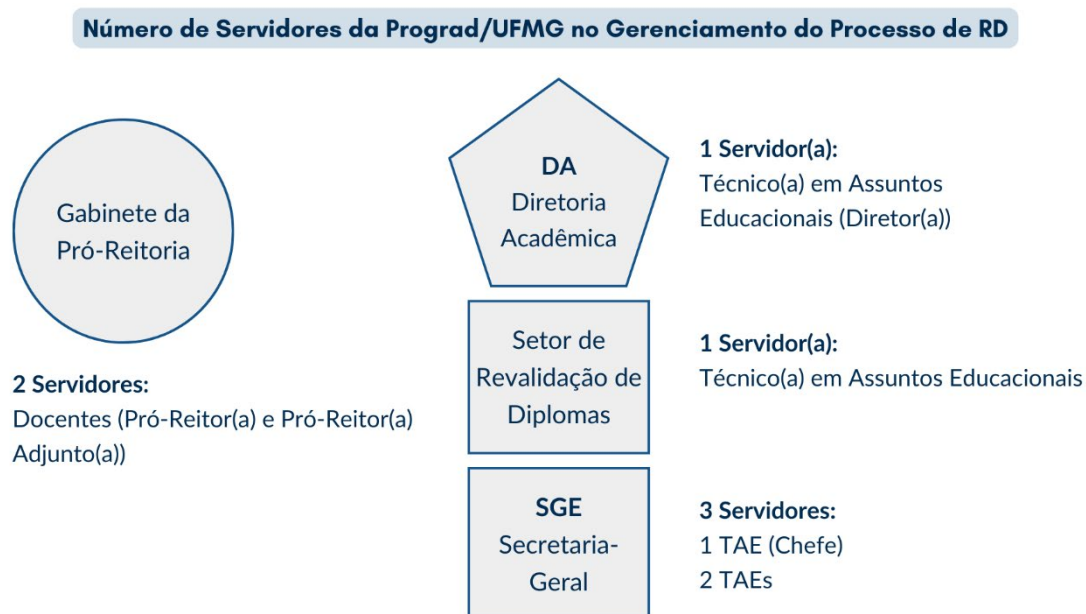 Número de Servidores da Prograd/UFMG no Gerenciamento do Processo de RD
Gabinete da
Pró-Reitoria
2 Servidores:
Docentes (Pró-Reitor(a) e Pró-Reitor(a)
Adjunto(a))
DA
Diretoria
Acadêmica
1 Servidor(a):
Técnico(a) em Assuntos
Educacionais (Diretor(a))
Setor de
Revalidação de
Diplomas
1 Servidor(a):
Técnico(a) em Assuntos Educacionais
SGE
Secretaria-
Geral
3 Servidores:
1 TAE (Chefe)
2 TAEs